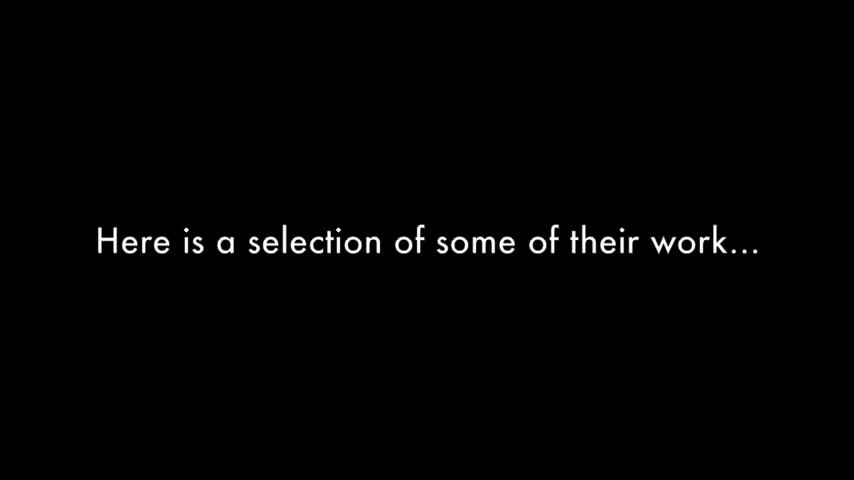 Here is a selection of some of their work...